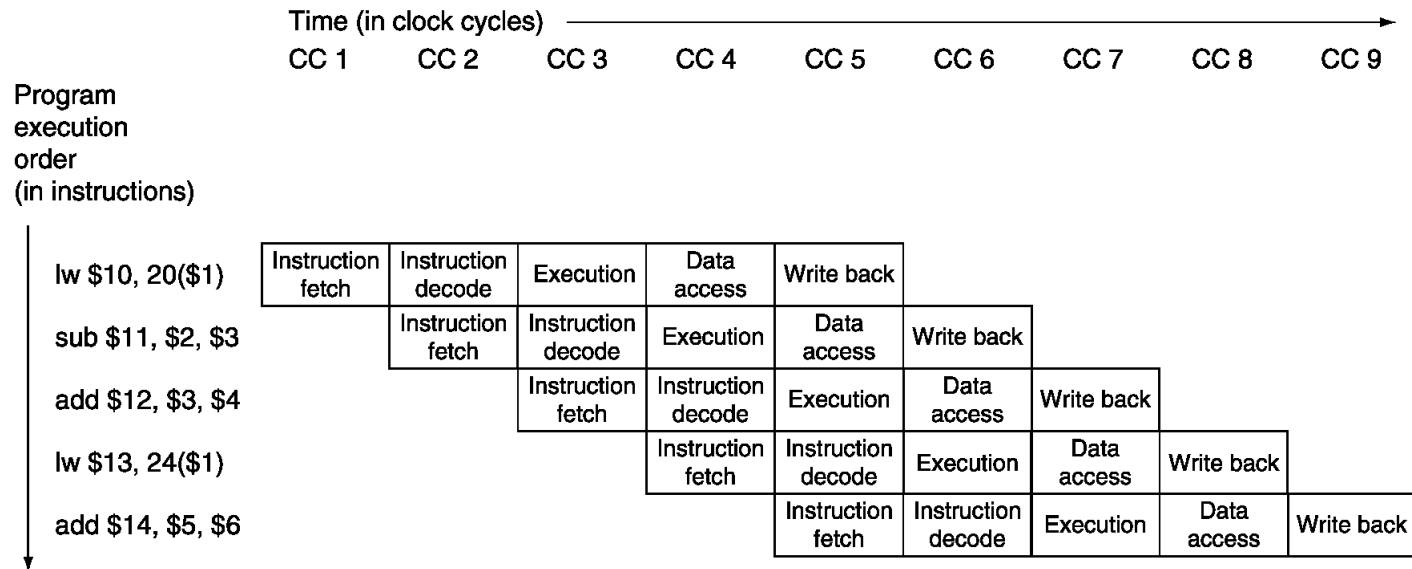 Time (in clock cycles)
CC 1 CC 2 CC 3 CC 4 CC 5 CC 6 CC 7 CC 8 CC 9
Program
execution
order
(in instructions)
lw $10, 20($1)
Instruction
fetch
Instruction
decode
Execution
Data
access
Write back
sub $11, $2, $3
Instruction
fetch
Instruction
decode
Execution
Data
access
Write back
add $12, $3, $4
Instruction
fetch
Instruction
decode
Execution
Data
access
Write back
lw $13, 24($1)
Instruction
fetch
Instruction
decode
Execution
Data
access
Write back
add $14, $5, $6
Instruction
fetch
Instruction
decode
Execution
Data
access
Write back